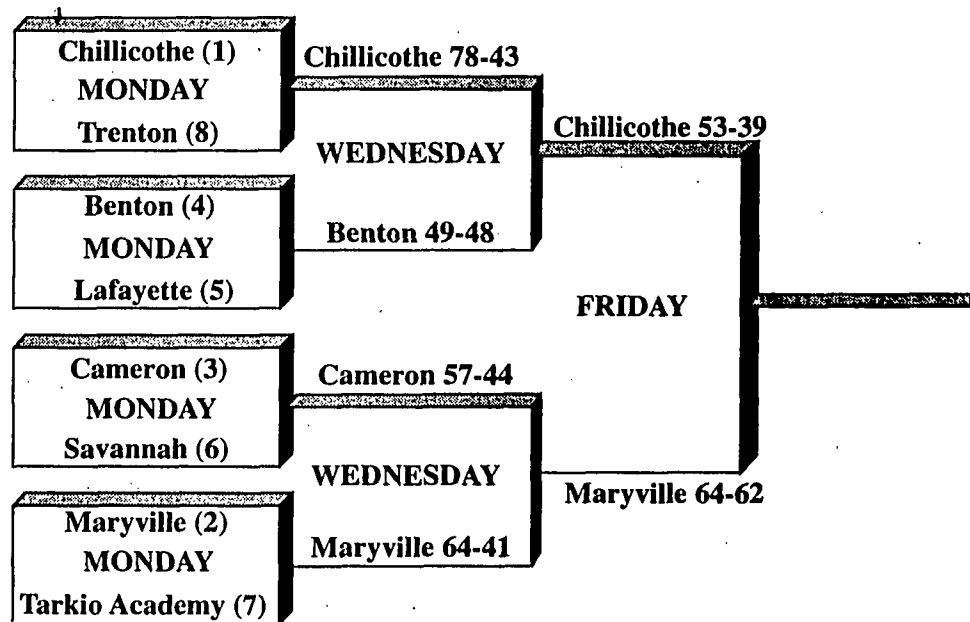 Chillicothe (1)
MONDAY
Trenton (8)
Benton (4)
MONDAY
Lafayette (5)
Cameron (3)
MONDAY
Savannah (6)
Maryville (2)
MONDAY
Tarkio Academy (7)
Chillicothe 78-43
WEDNESDAY
Benton 49-48
Cameron 57-44
WEDNESDAY
Maryville 64-41
Chillicothe 53-39
FRIDAY
Maryville 64-62